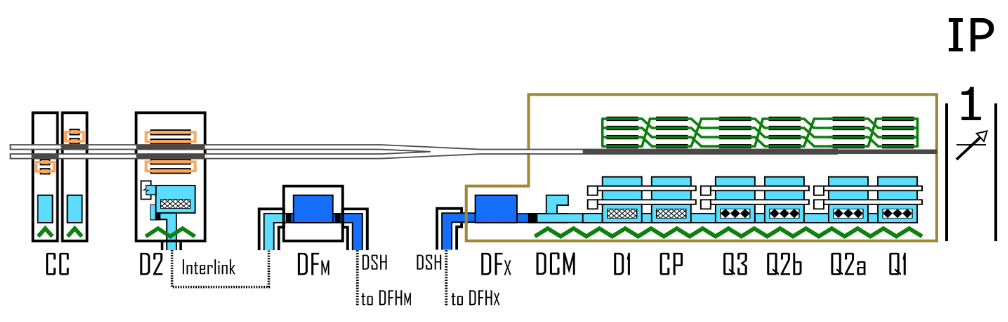 IP
1
CC
D2
Interlink
DFM
DSH
to DFHM
DSH
to DFHX
DFX
DCM
D1
CP
Q3
Q2b
Q2a
Q1